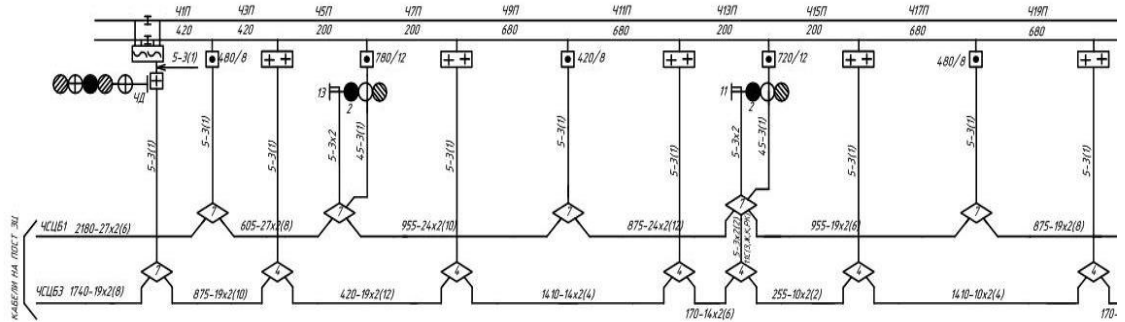 Ч1П Ч3П Ч5П Ч7П Ч9П Ч11П Ч13П Ч15П Ч17П Ч19П
420 420 200 200 680 680 200 200 680 680
5-3(1) 480/8 780/12 420/8 720/12 480/8
ЧД 13 2 11 2
5-3(1) 5-3(1) 5-3(1) 5-3х2 45-3(1) 5-3(1) 5-3(1) 5-3(1) 5-3х2 45-3(1) 5-3(1) 5-3(1) 5-3(1)
7 7 7 7 7
ЧСЦБ1 2180-27х2(6) 605-27х2(8) 955-24х2(10) 875-24х2(12) 955-19х2(6) 875-19х2(8)
5-3х2(2)
7 4 4 4 4 4 4
ЧСЦБ3 1740-19х2(8) 875-19х2(10) 420-19х2(12) 1410-14х2(4) 170-14х2(6) 255-10х2(2) 1410-10х2(4) 170-
КАБЕЛИ НА ПОСТ ЭЦ